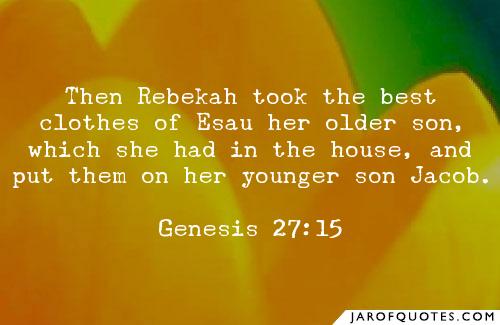 Then Rebekah took the best
clothes of Esau her older son,
which she had in the house, and
put them on her younger son Jacob.
Genesis 27:15
JAROFQUOTES.COM